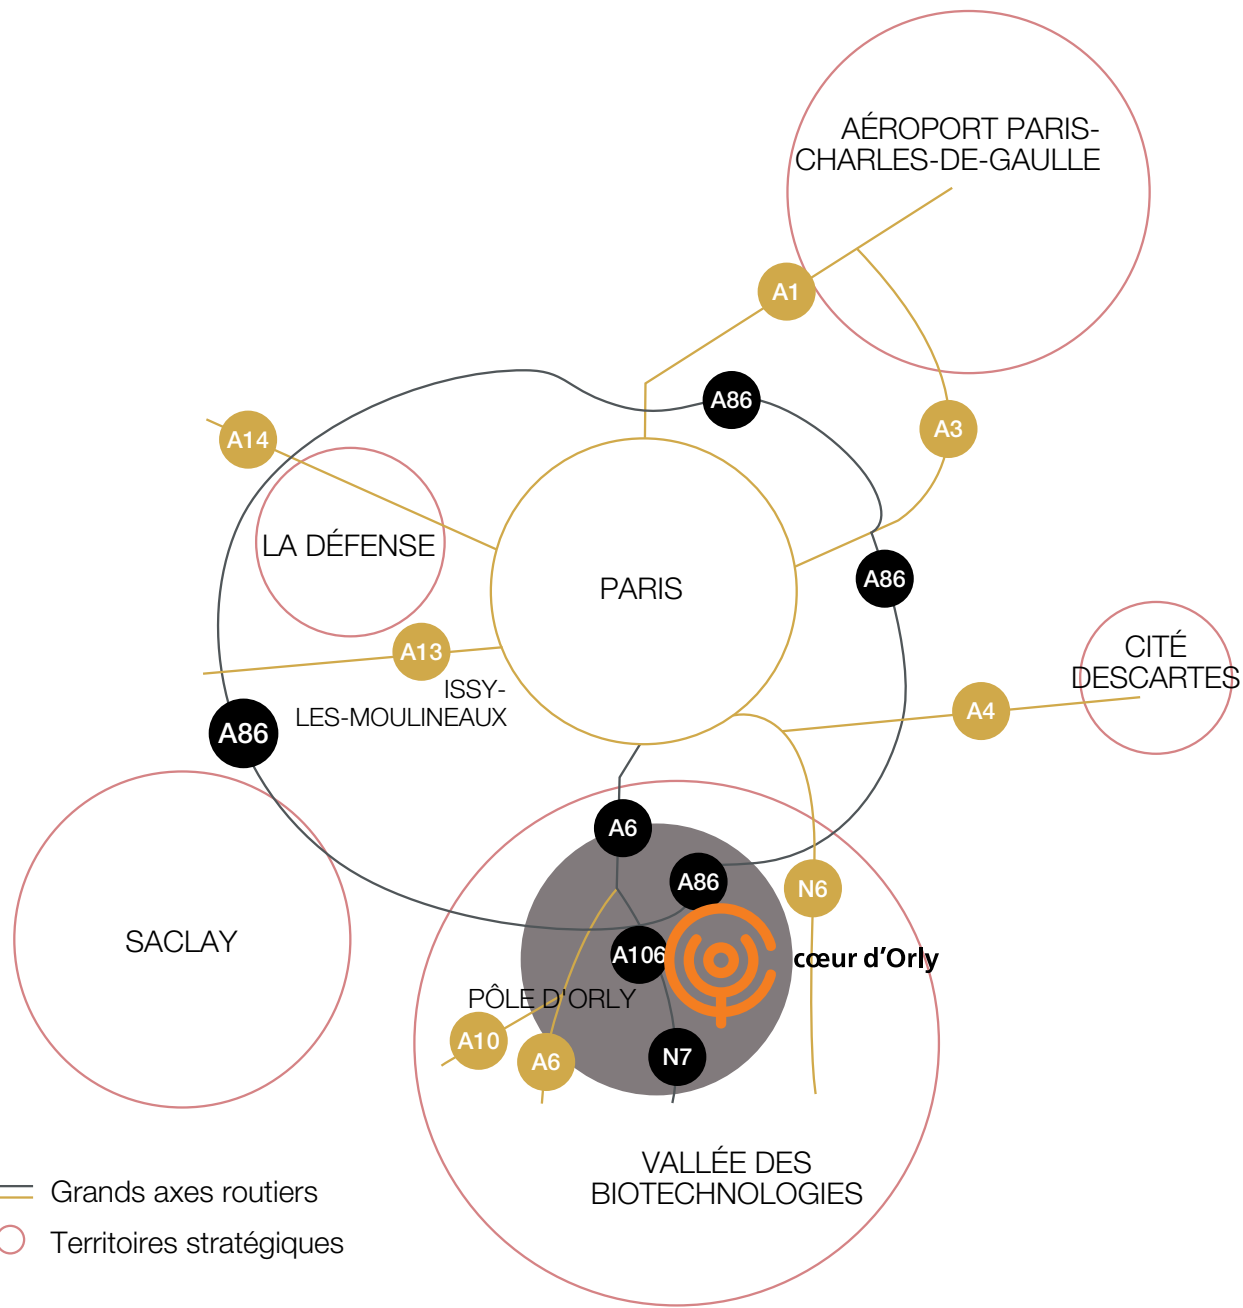 AÉROPORT PARIS-
CHARLES-DE-GAULLE
A1
A86
A3
A14
LA DÉFENSE
PARIS
A86
A13
CITÉ
DESCARTES
ISSY-
LES-MOULINEAUX
A4
A86
A6
A86
N6
SACLAY
A106
cœur d'Orly
PÔLE D'ORLY
A10
A6
N7
VALLÉE DES
BIOTECHNOLOGIES
Grands axes routiers
Territoires stratégiques